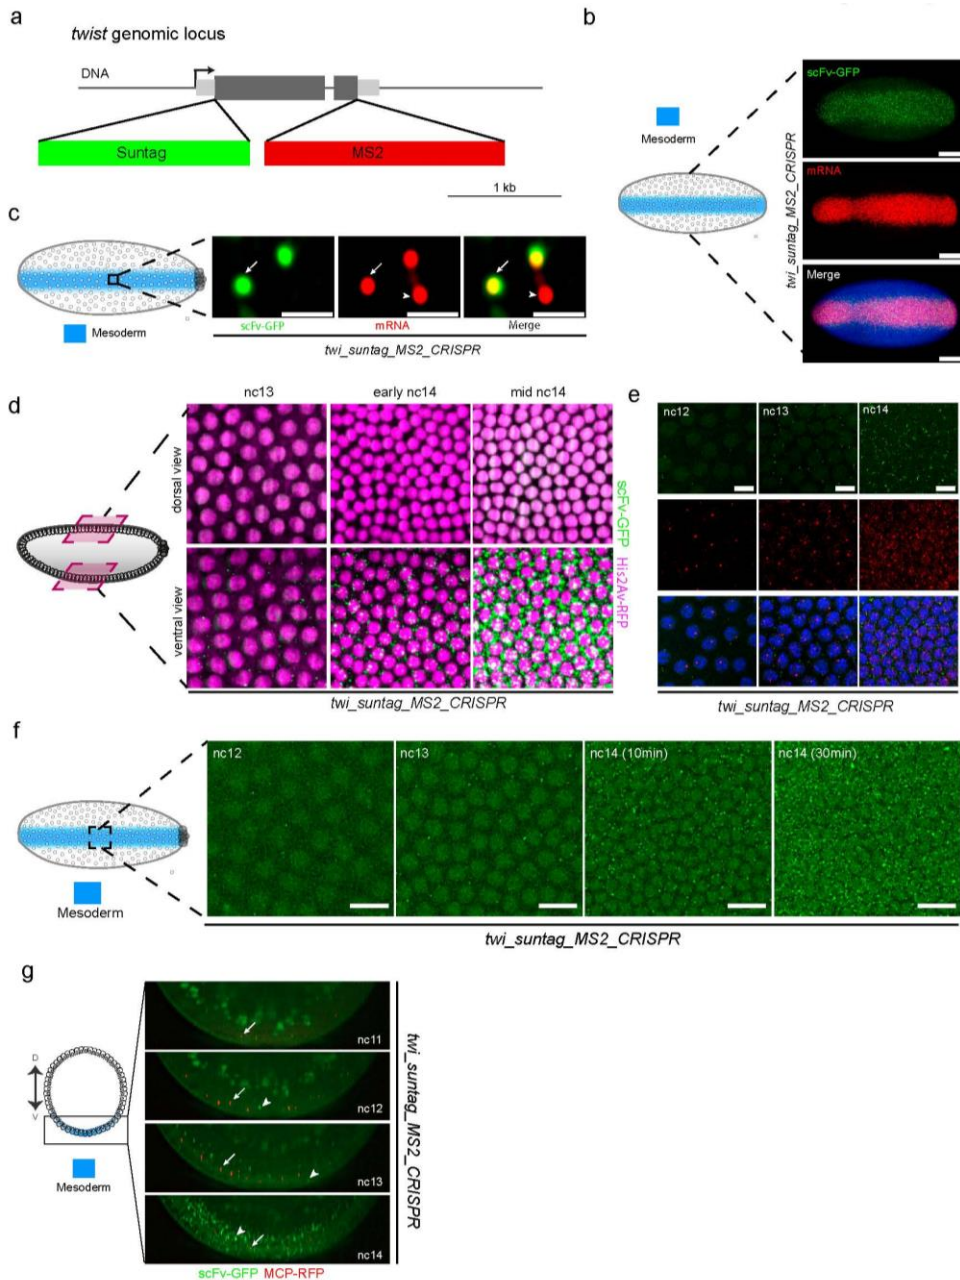 a
twist genomic locus
DNA
Suntag
MS2
1 kb
b
Mesoderm
scFv-GFP
mRNA
Merge
twi_suntag_MS2_CRISPR
c
Mesoderm
scFv-GFP
mRNA
Merge
twi_suntag_MS2_CRISPR
d
nc13
early nc14
mid nc14
dorsal view
ventral view
scFv-GFP
His2Av-RFP
twi_suntag_MS2_CRISPR
e
nc12
nc13
nc14
twi_suntag_MS2_CRISPR
f
Mesoderm
nc12
nc13
nc14 (10min)
nc14 (30min)
twi_suntag_MS2_CRISPR
g
D
V
Mesoderm
nc11
nc12
nc13
nc14
scFv-GFP MCP-RFP
twi_suntag_MS2_CRISPR